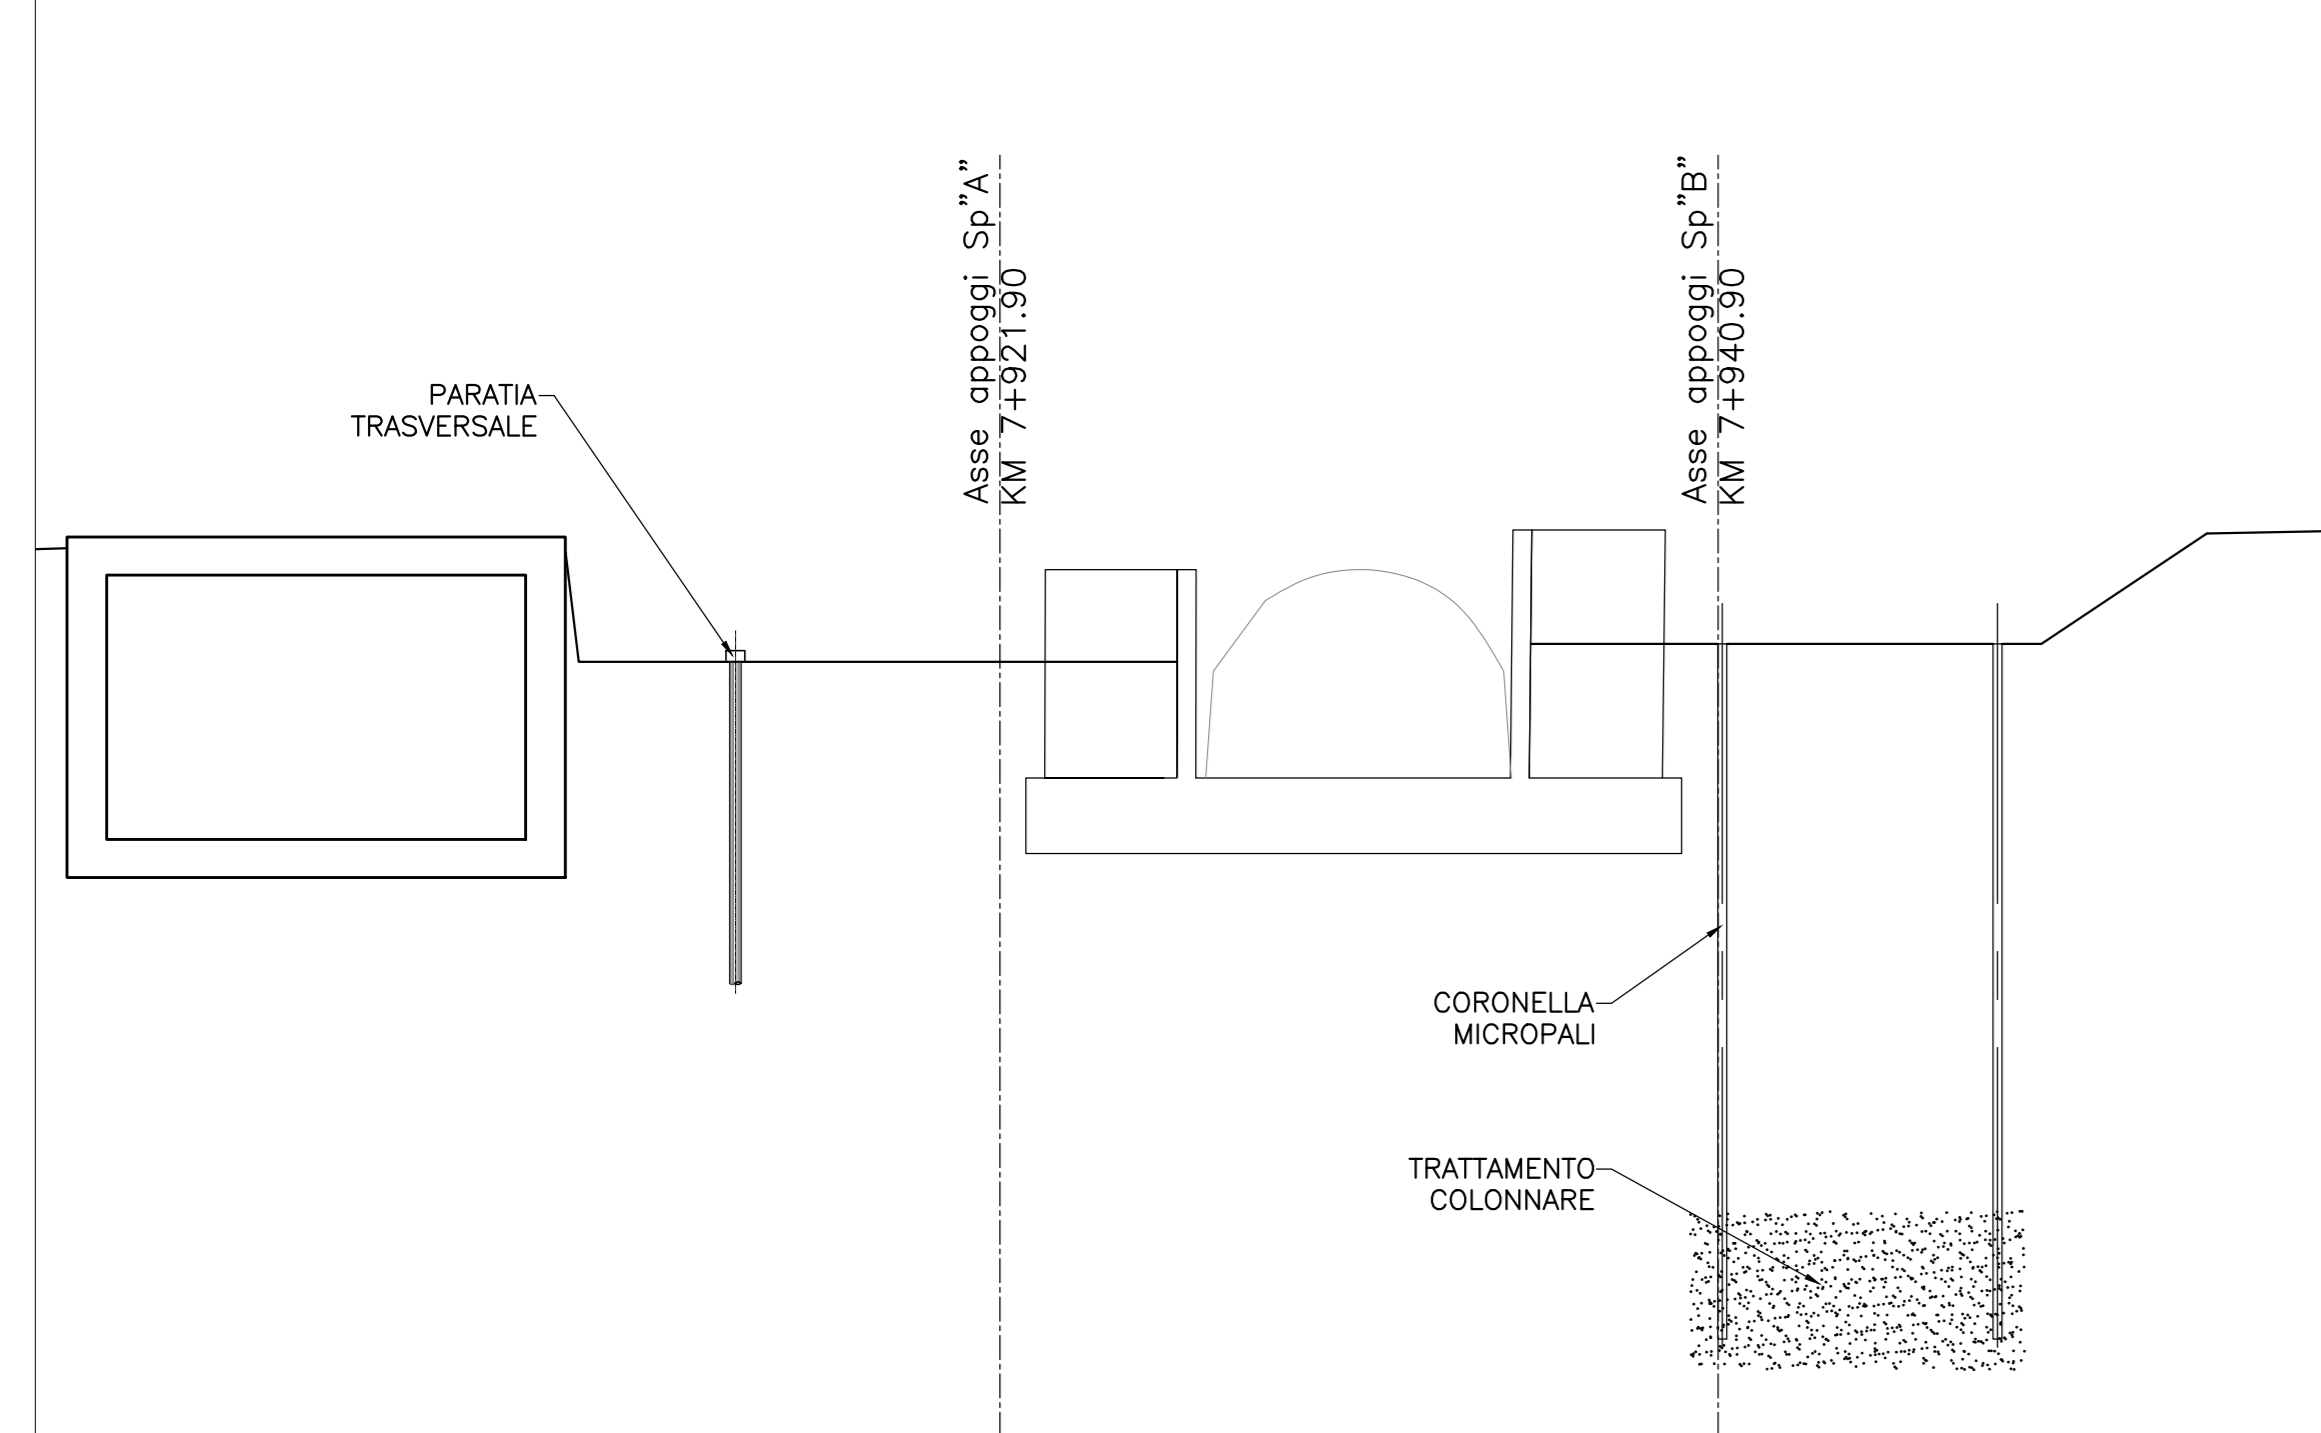 Asse appoggi Sp"A"
KM 7+921.90
Asse appoggi Sp"B"
KM 7+940.90
PARATIA
TRASVERSALE
CORONELLA
MICROPALI
TRATTAMENTO
COLONNARE